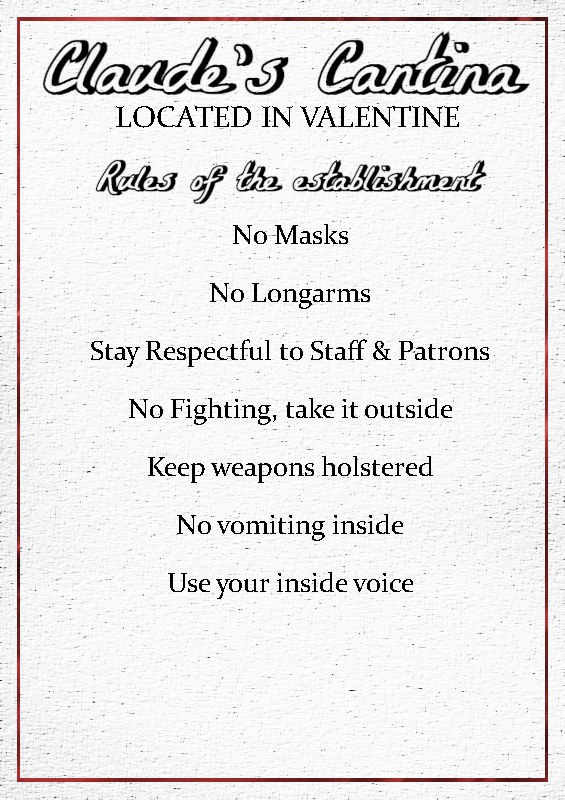 Claude's Cantina
LOCATED IN VALENTINE
Rules of the establishment
No Masks
No Longarms
Stay Respectful to Staff & Patrons
No Fighting, take it outside
Keep weapons holstered
No vomiting inside
Use your inside voice